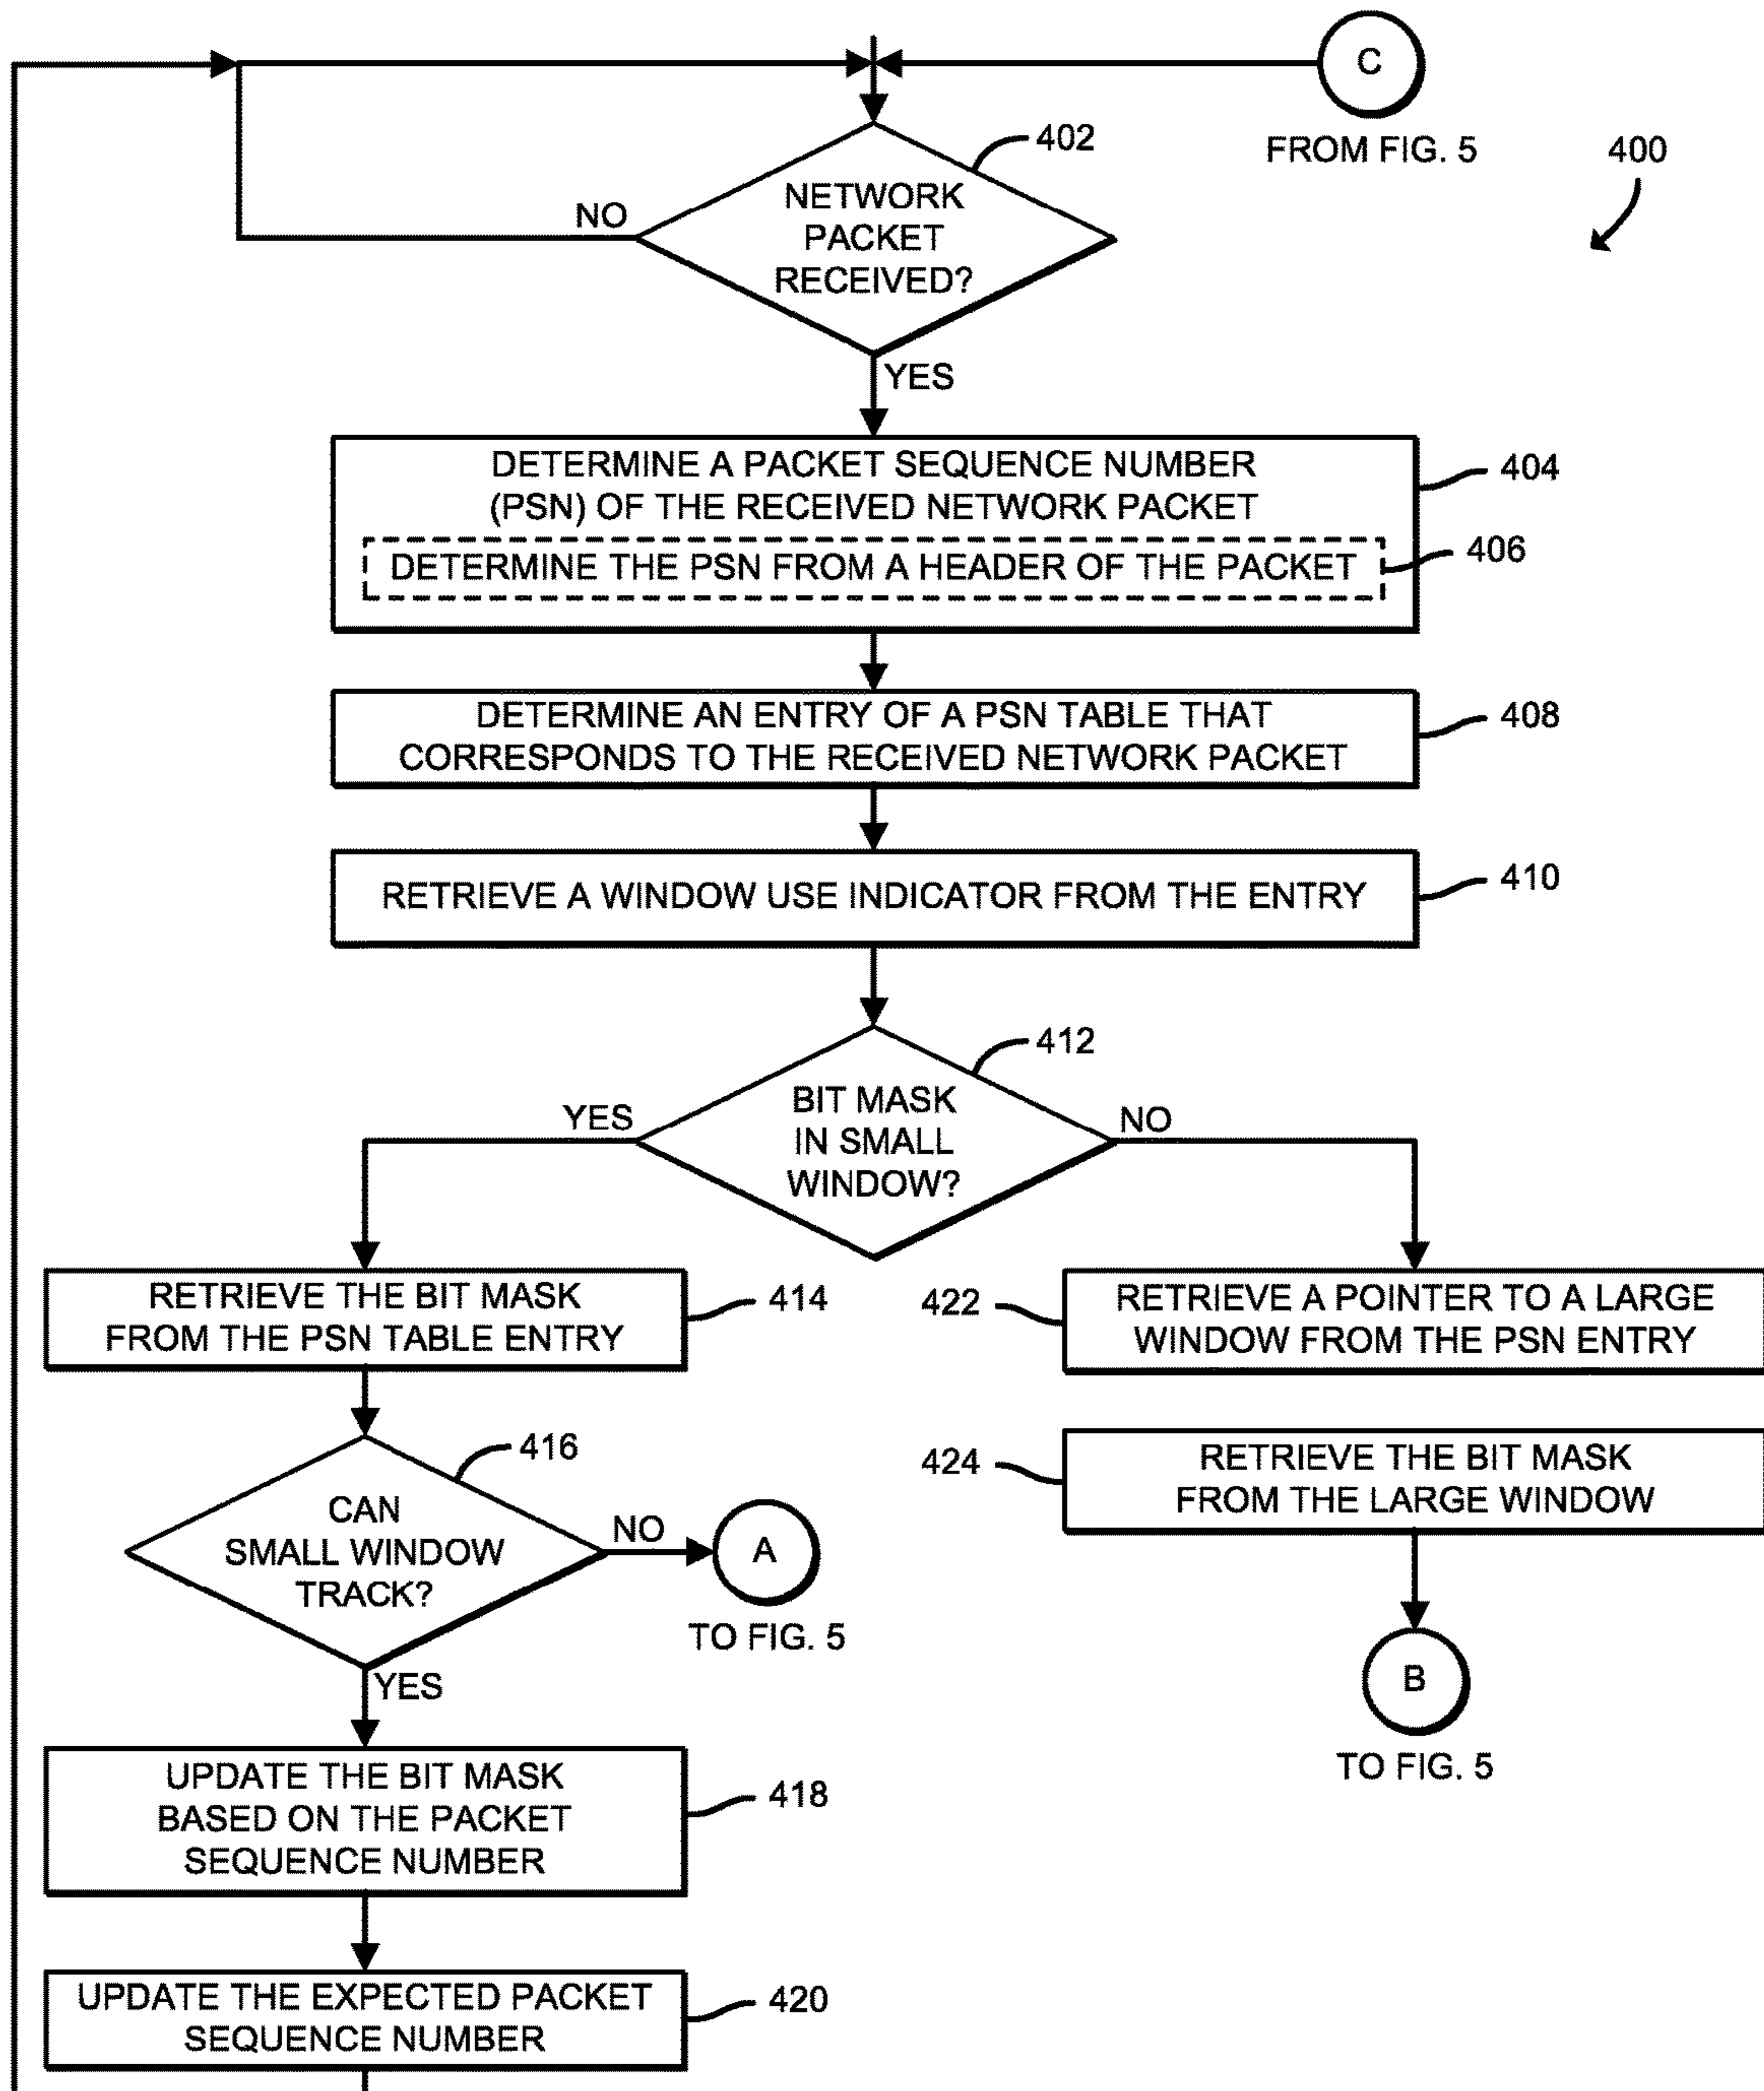 C
FROM FIG. 5
400
402
NETWORK
PACKET
RECEIVED?
NO
YES
DETERMINE A PACKET SEQUENCE NUMBER
(PSN) OF THE RECEIVED NETWORK PACKET
404
DETERMINE THE PSN FROM A HEADER OF THE PACKET
406
DETERMINE AN ENTRY OF A PSN TABLE THAT
CORRESPONDS TO THE RECEIVED NETWORK PACKET
408
RETRIEVE A WINDOW USE INDICATOR FROM THE ENTRY
410
412
BIT MASK
IN SMALL
WINDOW?
YES
NO
RETRIEVE THE BIT MASK
FROM THE PSN TABLE ENTRY
414
422
RETRIEVE A POINTER TO A LARGE
WINDOW FROM THE PSN ENTRY
416
CAN
SMALL WINDOW
TRACK?
NO
A
TO FIG. 5
424
RETRIEVE THE BIT MASK
FROM THE LARGE WINDOW
B
TO FIG. 5
YES
UPDATE THE BIT MASK
BASED ON THE PACKET
SEQUENCE NUMBER
418
UPDATE THE EXPECTED PACKET
SEQUENCE NUMBER
420